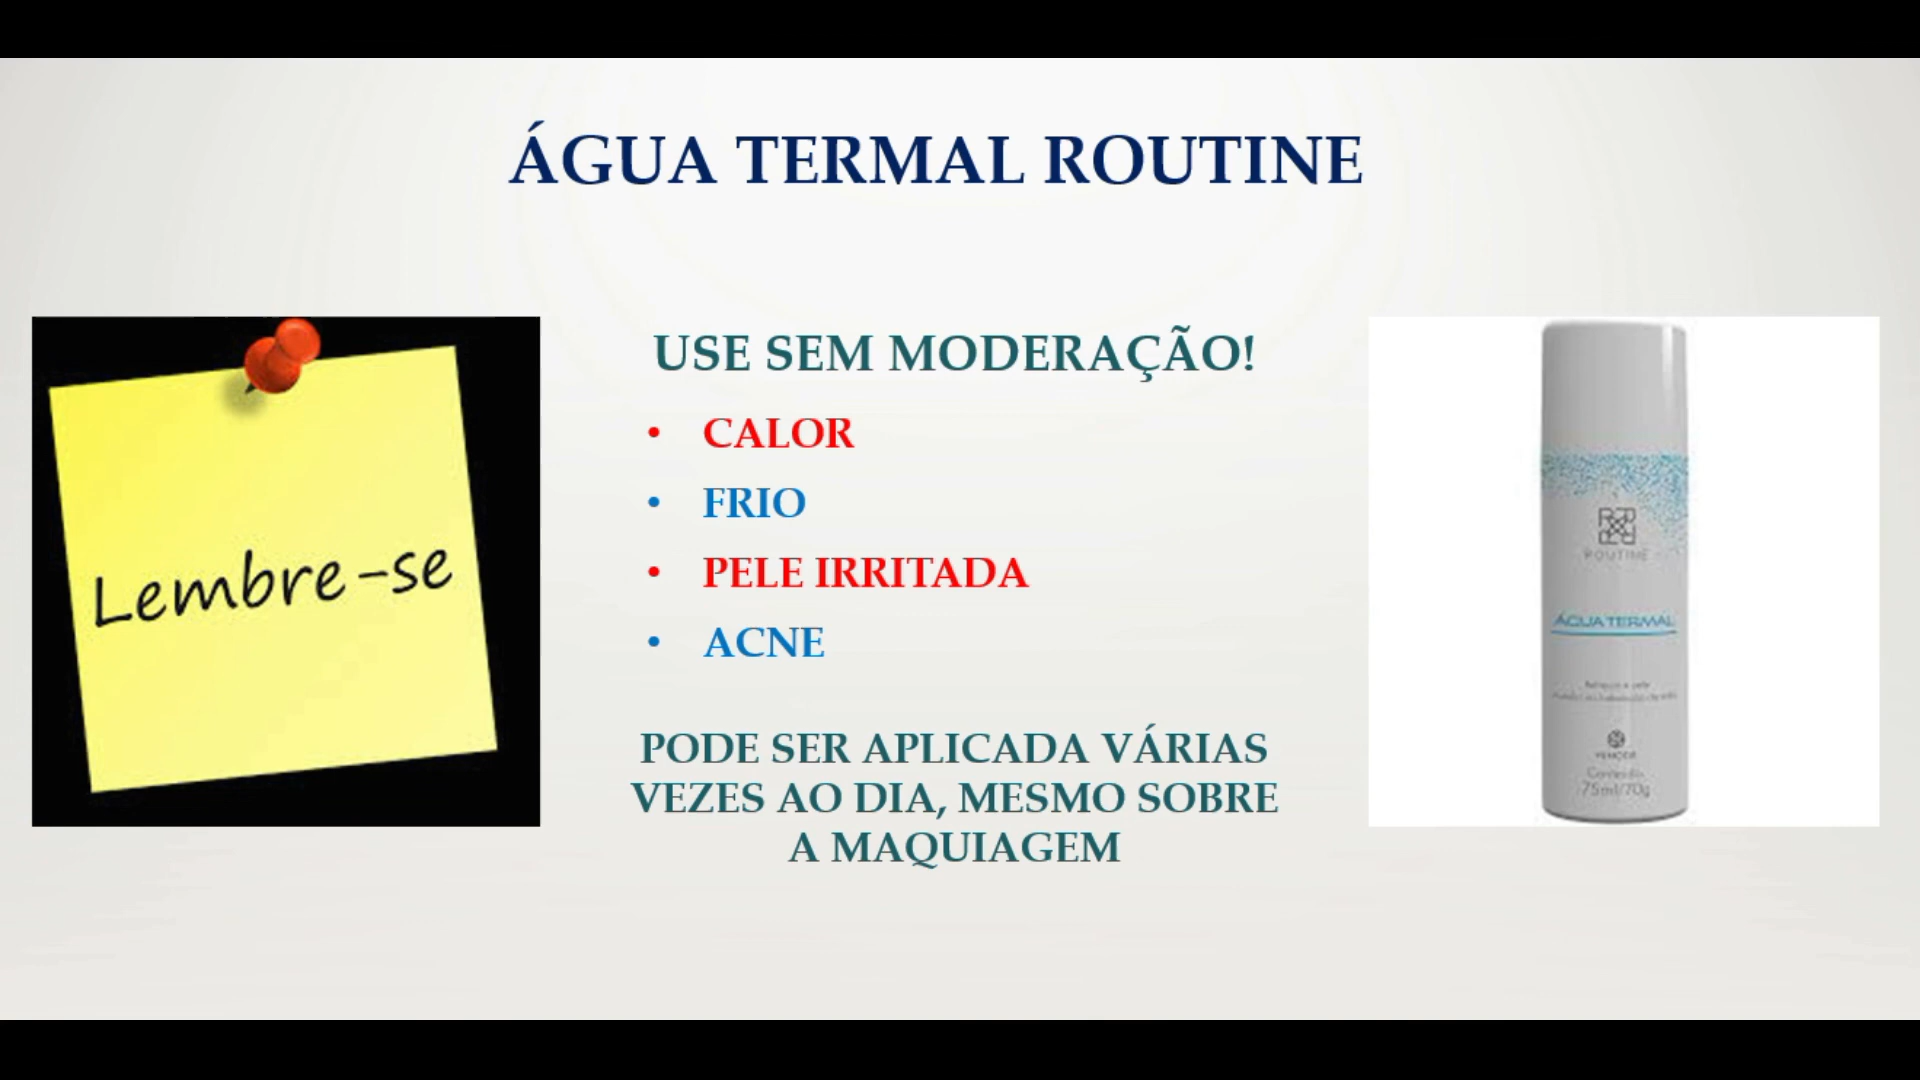 ÁGUA TERMAL ROUTINE
Lembre-se
USE SEM MODERAÇÃO!
• CALOR
• FRIO
• PELE IRRITADA
• ACNE
PODE SER APLICADA VÁRIAS
VEZES AO DIA, MESMO SOBRE
A MAQUIAGEM
ROUTINE
ÁGUA TERMAL
Conteúdo
75ml/70g